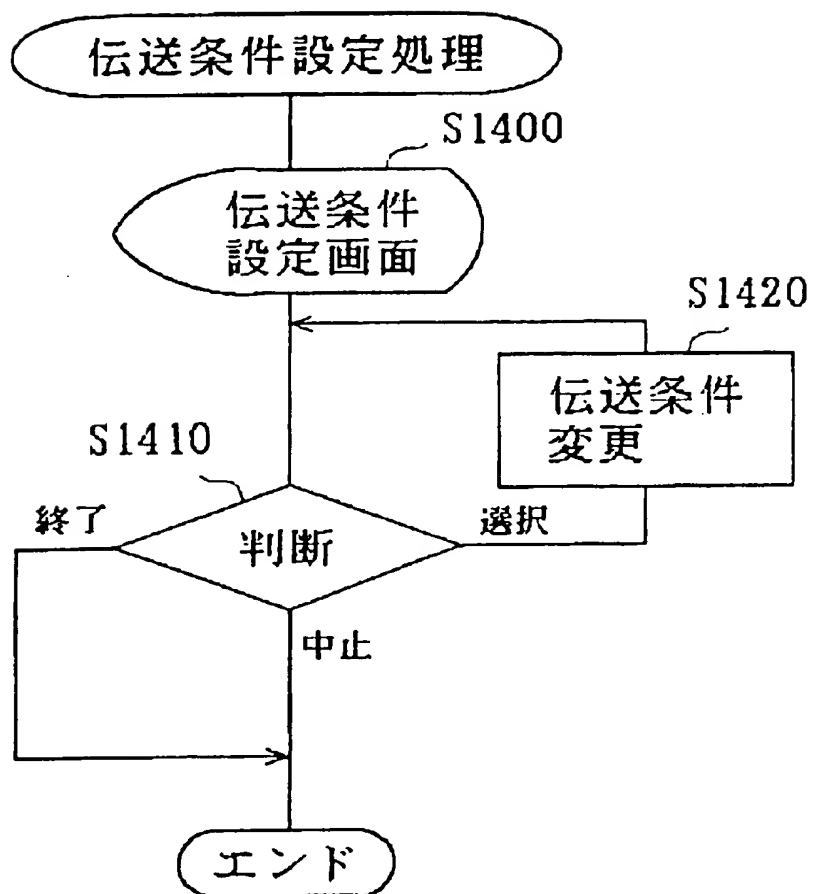 伝送条件設定処理
S1400
伝送条件
設定画面
S1420
伝送条件
変更
S1410
終了
判断
選択
中止
エンド